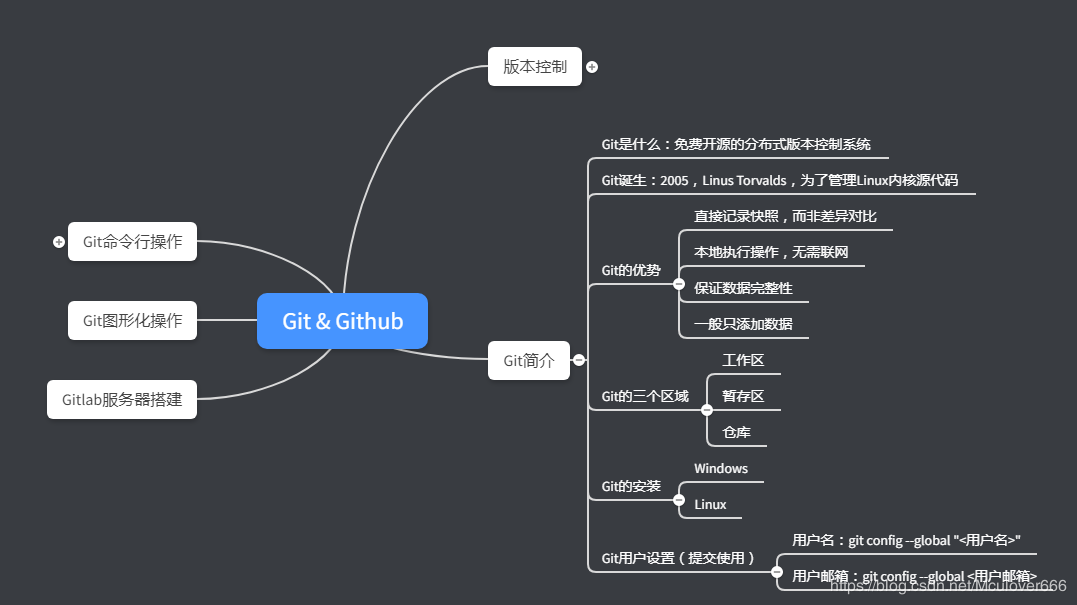 版本控制
Git是什么：免费开源的分布式版本控制系统
Git诞生：2005，Linus Torvalds，为了管理Linux内核源代码
直接记录快照，而非差异对比
本地执行操作，无需联网
Git的优势
保证数据完整性
一般只添加数据
Git命令行操作
Git图形化操作
Git & Github
Gitlab服务器搭建
Git简介
工作区
Git的三个区域
暂存区
仓库
Windows
Git的安装
Linux
用户名：git config --global "<用户名>"
Git用户设置（提交使用）
用户邮箱：git config --global <用户邮箱>
https://blog.csdn.net/Mculover666